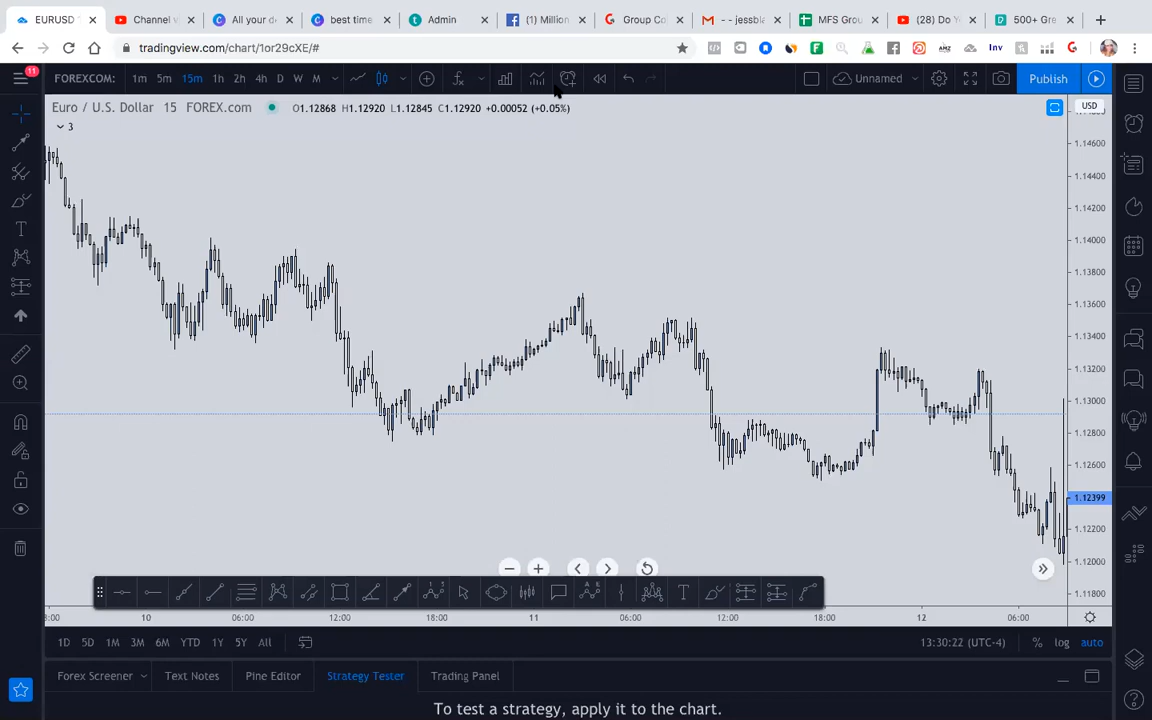 EURUSD
Channel v
All your d
best time
Admin
(1) Million
Group Co
- - jessbla
MFS Grou
(28) Do Y
500+ Gre
tradingview.com/chart/1or29cXE/#
Inv
11
FOREXCOM:
1m 5m 15m 1h 2h 4h D W M
Unnamed
Publish
Euro / U.S. Dollar 15 FOREX.com
O1.12868 H1.12920 L1.12845 C1.12920 +0.00052 (+0.05%)
USD
3
1.14600
1.14400
1.14200
1.14000
1.13800
1.13600
1.13400
1.13200
1.13000
1.12800
1.12600
1.12399
1.12200
1.12000
1.11800
10 06:00 12:00 18:00 11 06:00 12:00 18:00 12 06:00
1D 5D 1M 3M 6M YTD 1Y 5Y All
13:30:22 (UTC-4) % log auto
Forex Screener Text Notes Pine Editor Strategy Tester Trading Panel
To test a strategy, apply it to the chart.